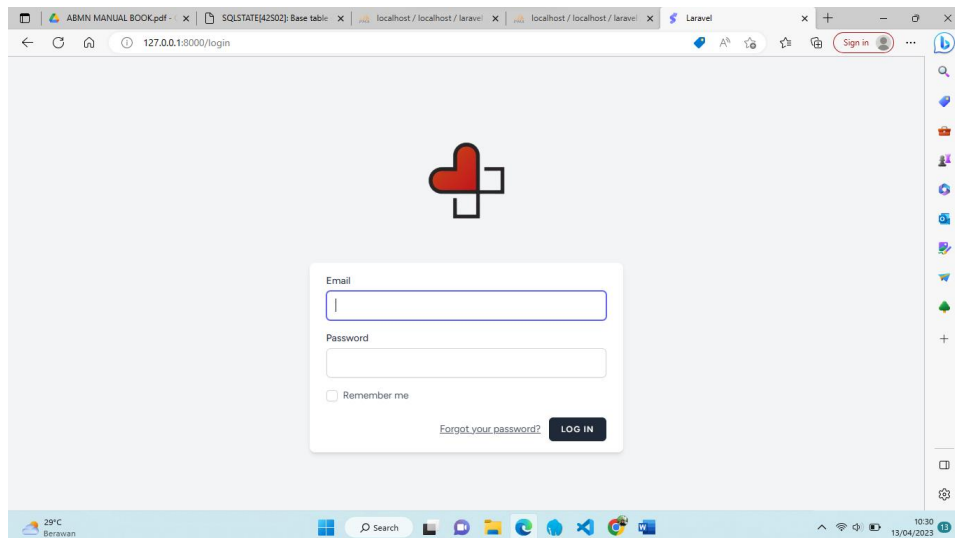 ABMN MANUAL BOOK.pdf -
SQLSTATE[42S02]: Base table
localhost / localhost / laravel
localhost / localhost / laravel
Laravel
127.0.0.1:8000/login
Sign in
Email
Password
Remember me
Forgot your password?
LOG IN
29°C
Berawan
Search
10:30
13/04/2023
13